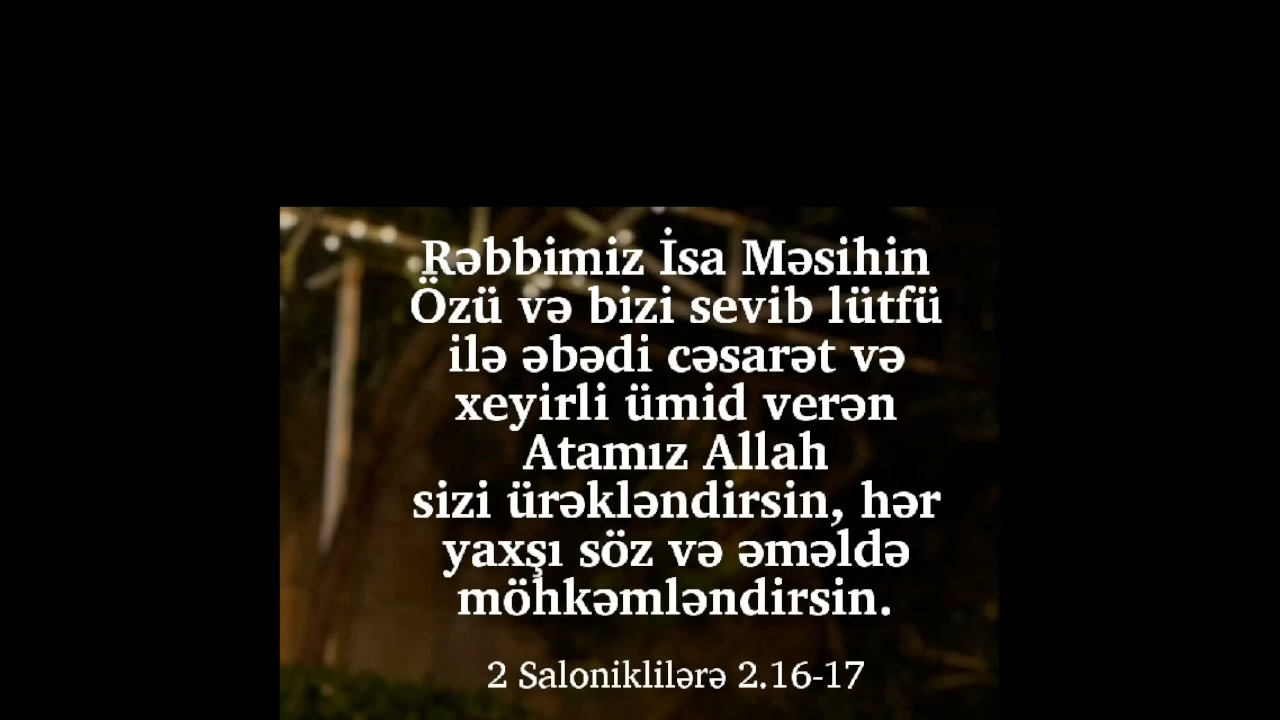 Rəbbimiz İsa Məsihin
Özü və bizi sevib lütfü
ilə əbədi cəsarət və
xeyirli ümid verən
Atamız Allah
sizi ürəkləndirsin, hər
yaxşı söz və əməldə
möhkəmləndirsin.
2 Saloniklilərə 2.16-17